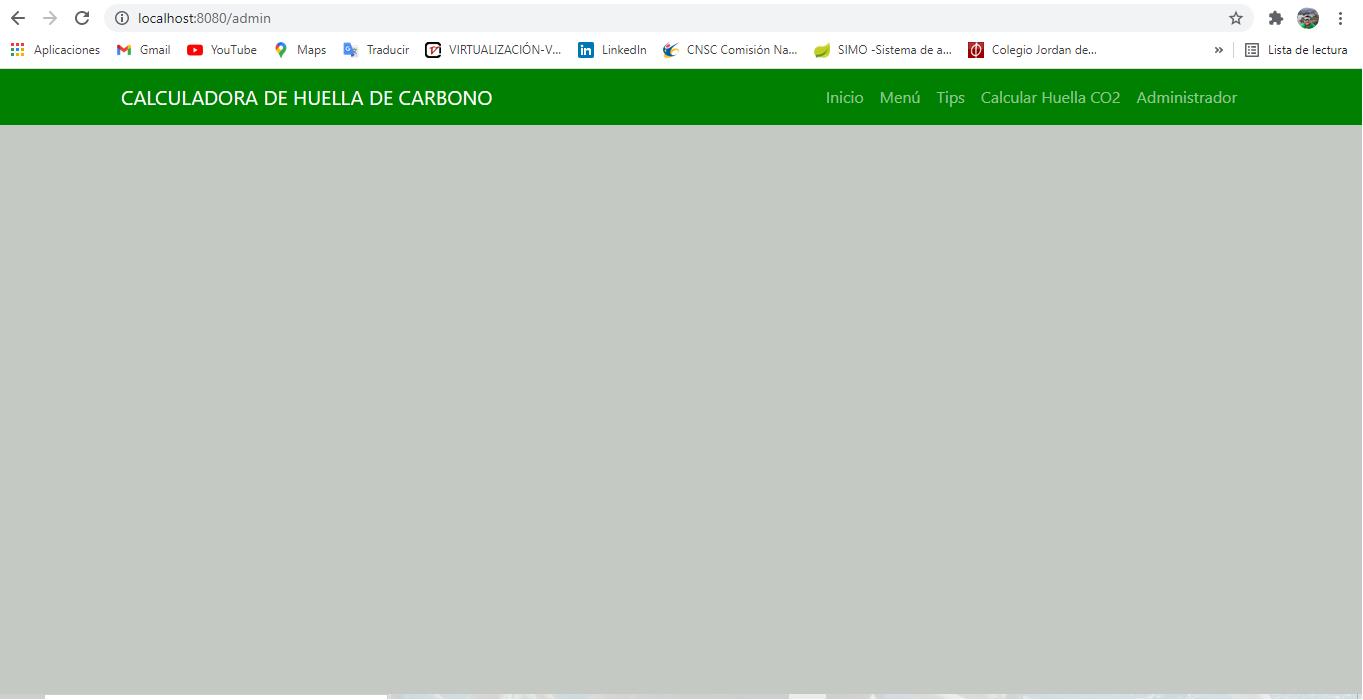 localhost:8080/admin
Aplicaciones Gmail YouTube Maps Traducir VIRTUALIZACIÓN-V... LinkedIn CNSC Comisión Na... SIMO -Sistema de a... Colegio Jordan de... » Lista de lectura
CALCULADORA DE HUELLA DE CARBONO Inicio Menú Tips Calcular Huella CO2 Administrador